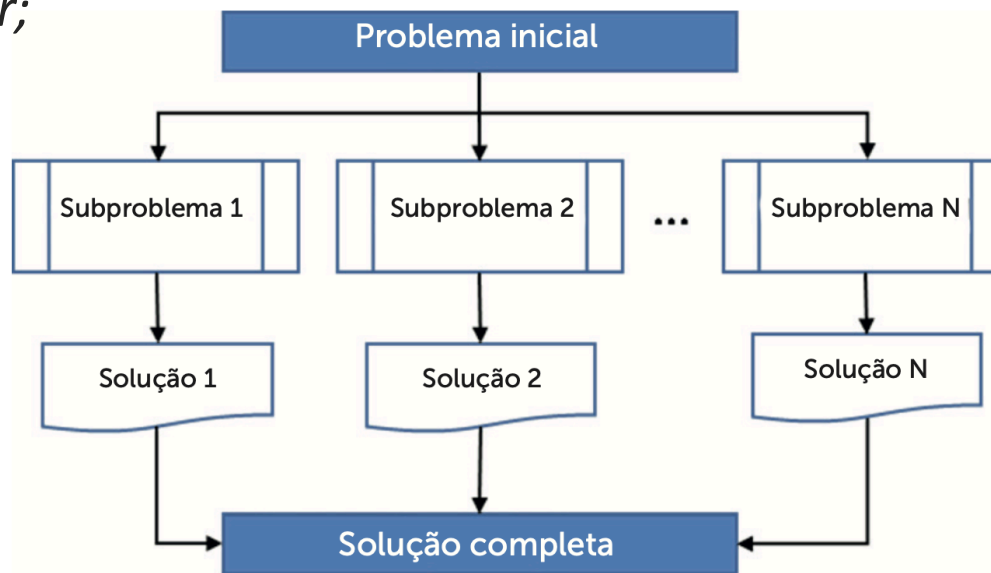 r;
Problema inicial
Subproblema 1
Subproblema 2
...
Subproblema N
Solução 1
Solução 2
Solução N
Solução completa